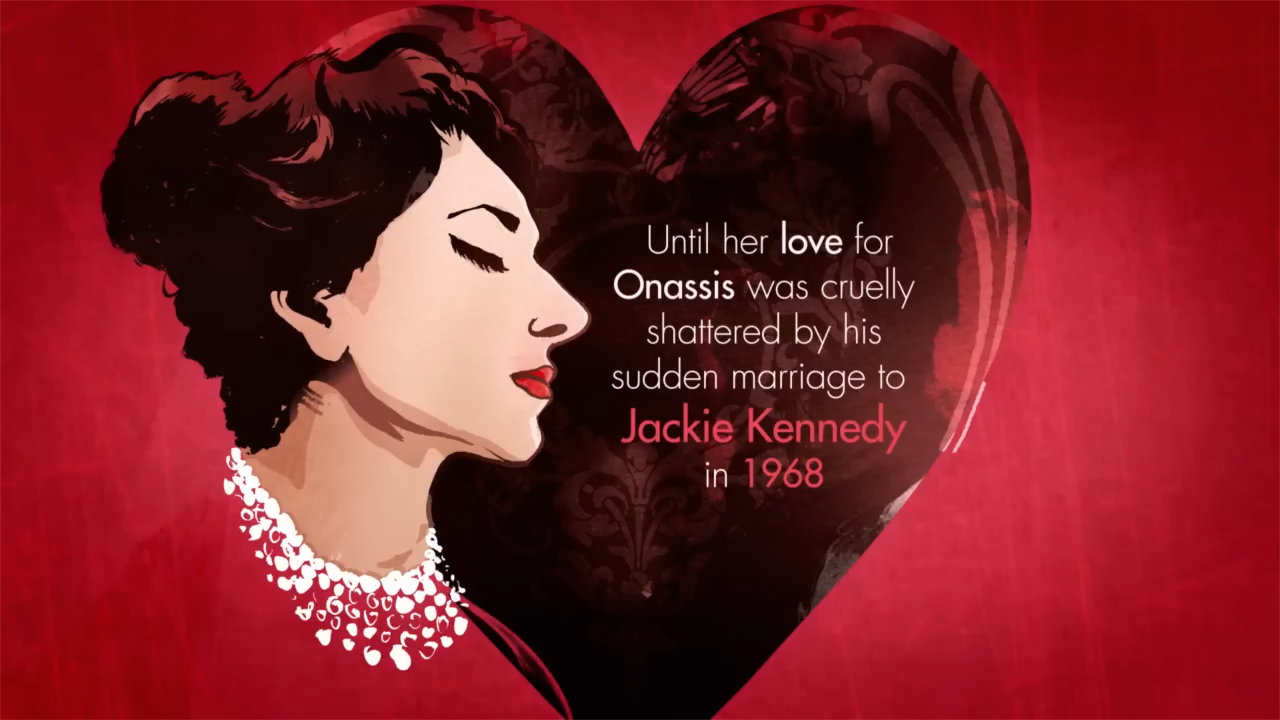 Until her love for
Onassis was cruelly
shattered by his
sudden marriage to
Jackie Kennedy
in 1968